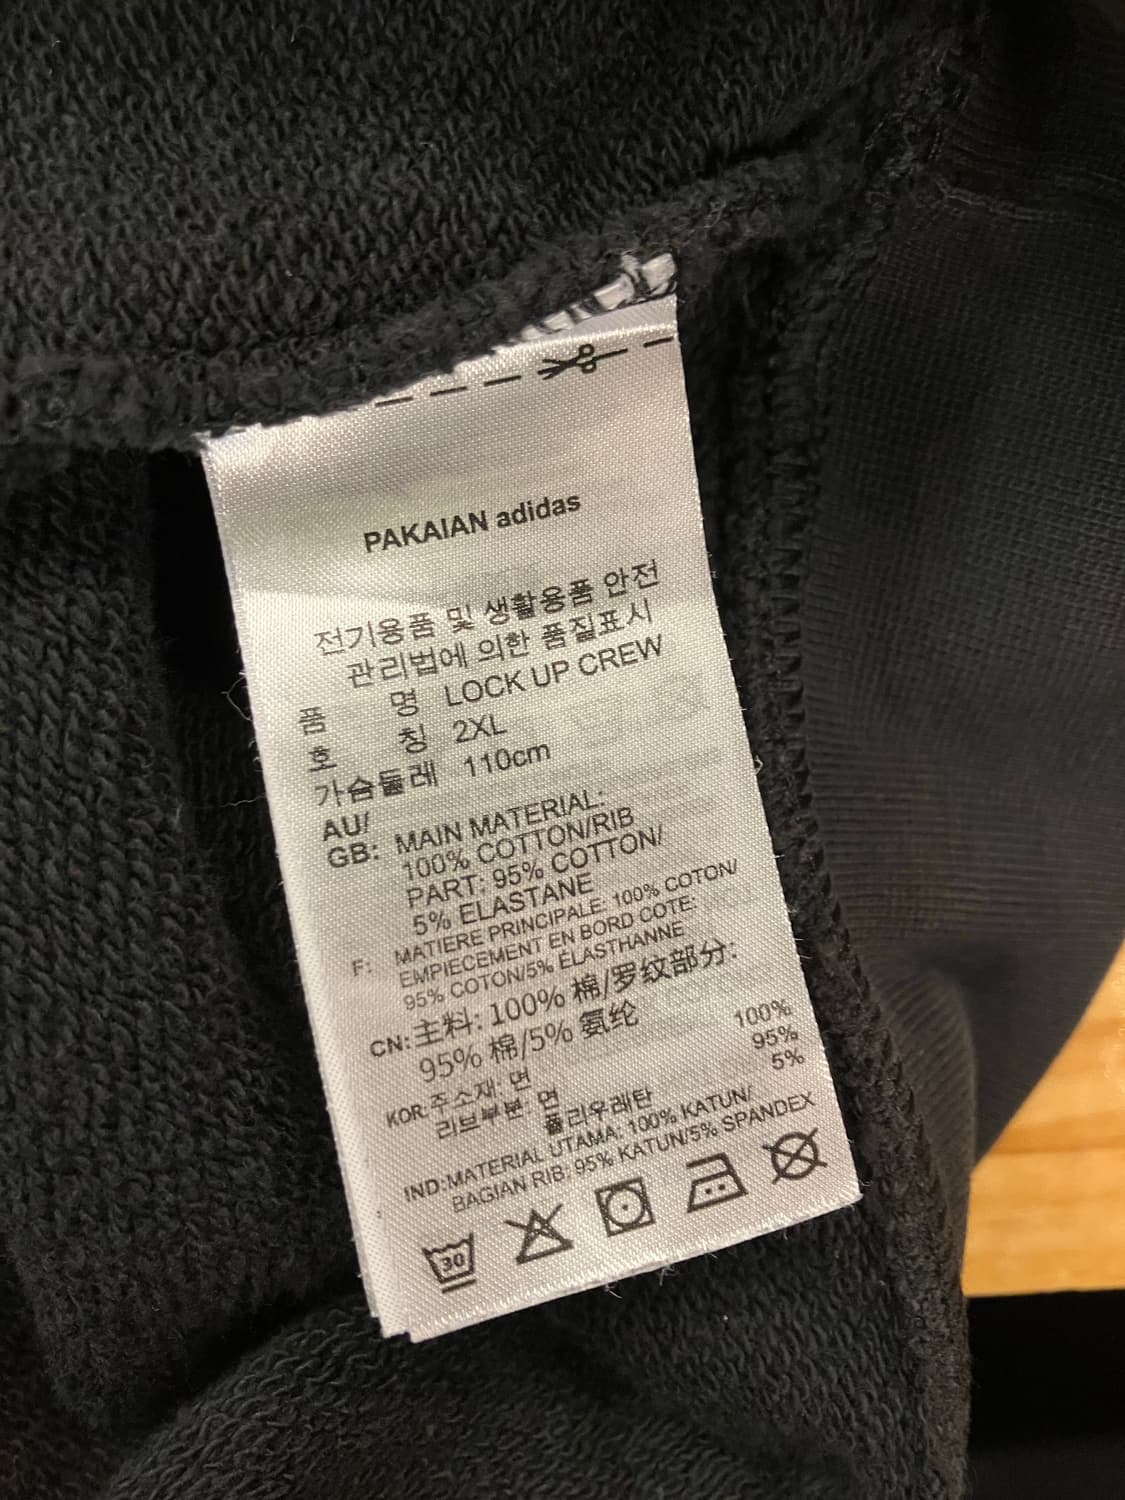 PAKAIAN adidas
전기용품 및 생활용품 안전
관리법에 의한 품질표시
품 명 LOCK UP CREW
호 칭 2XL
가슴둘레 110cm
AU/
GB: MAIN MATERIAL:
100% COTTON/RIB
PART: 95% COTTON/
5% ELASTANE
F: MATIERE PRINCIPALE: 100% COTON/
EMPIECEMENT EN BORD COTE:
95% COTON/5% ÉLASTHANNE
CN: 主料: 100% 棉/罗纹部分:
95% 棉/5% 氨纶
KOR: 주소재: 면 100%
리브부분: 면 95%
폴리우레탄 5%
IND: MATERIAL UTAMA: 100% KATUN/
BAGIAN RIB: 95% KATUN/5% SPANDEX
30